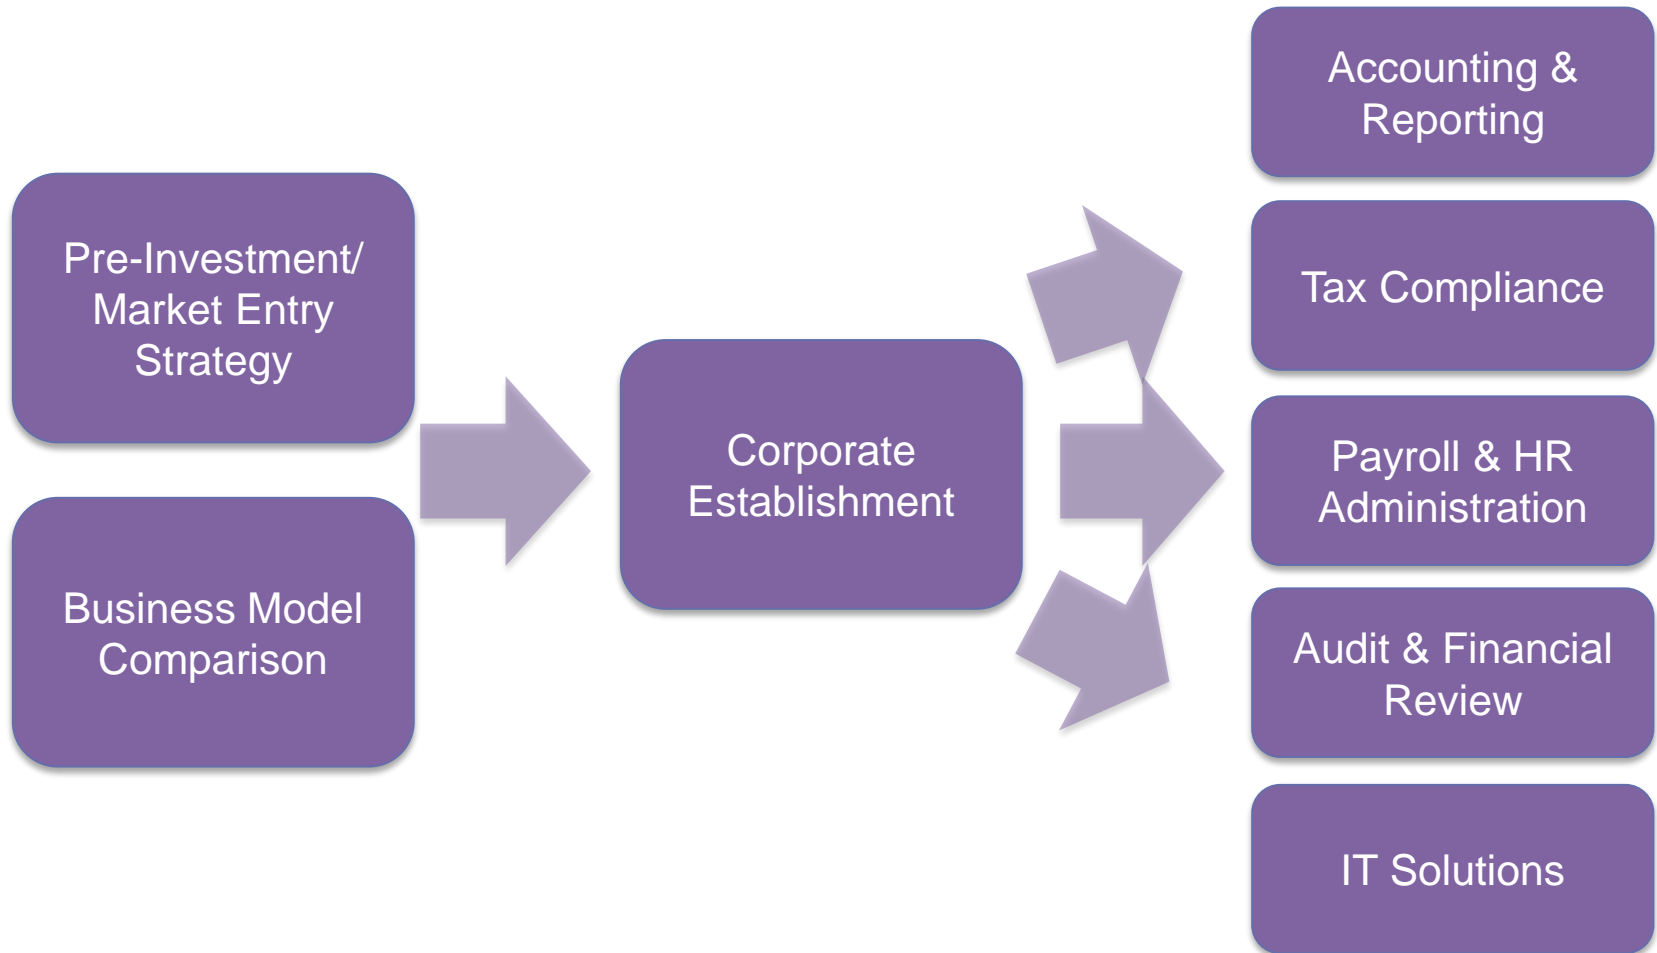 Pre-Investment/
Market Entry
Strategy
Business Model
Comparison
Corporate
Establishment
Accounting &
Reporting
Tax Compliance
Payroll & HR
Administration
Audit & Financial
Review
IT Solutions